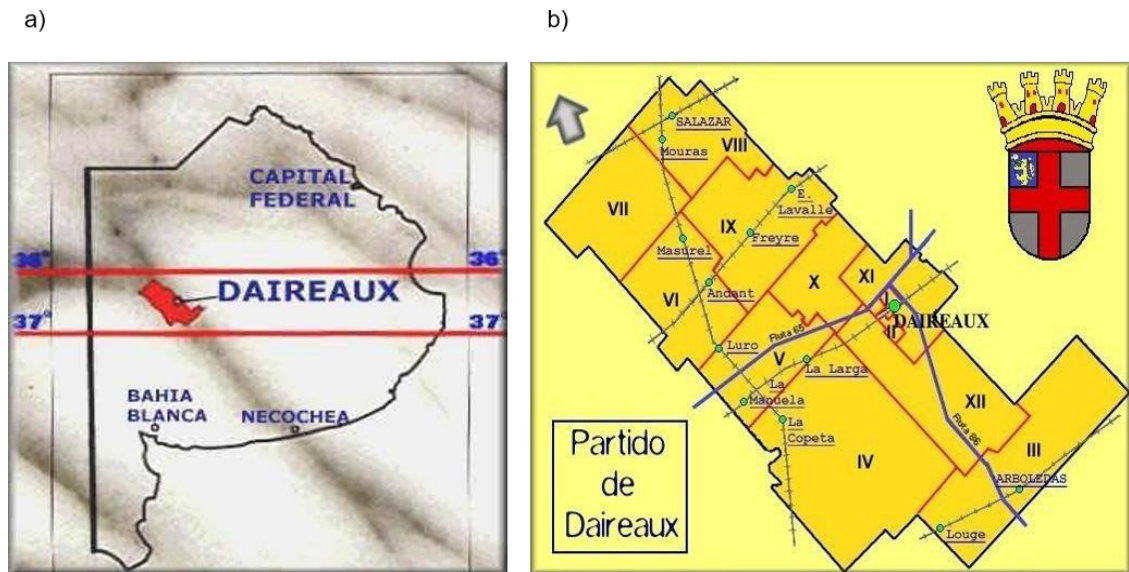 a)
b)
CAPITAL
FEDERAL
36°
36°
DAIREAUX
37°
37°
BAHIA
BLANCA
NECOCHEA
SALAZAR
Mouras
VIII
VII
E.
Lavalle
IX
Freyre
Masurel
XI
X
Andant
VI
I
DAIREAUX
II
Ruta 65
Luro
V
La Larga
La
Manuela
XII
La
Copeta
Ruta 86
III
IV
ARBOLEDAS
Louge
Partido
de
Daireaux